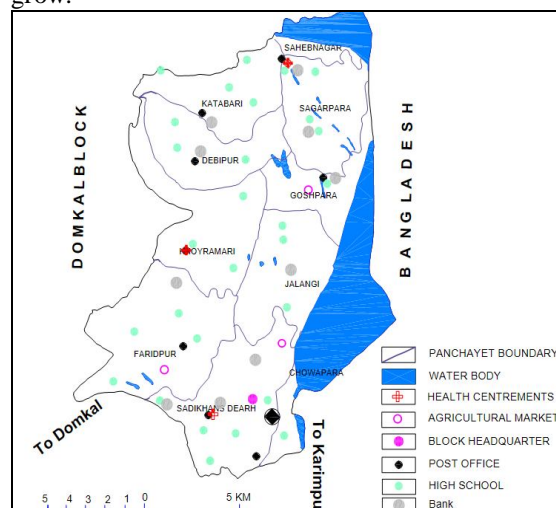 grow.
SAHEBNAGAR
KATABARI
SAGARPARA
DEBIPUR
GOSHPARA
DOMKALBLOCK
BANGLADESH
KHOYRAMARI
JALANGI
FARIDPUR
CHOWAPARA
SADIKHANS DEARH
To Domkal
To Karimpu
PANCHAYET BOUNDARY
WATER BODY
HEALTH CENTREMENTS
AGRICULTURAL MARKET
BLOCK HEADQUARTER
POST OFFICE
HIGH SCHOOL
Bank
5 4 3 2 1 0 5 KM